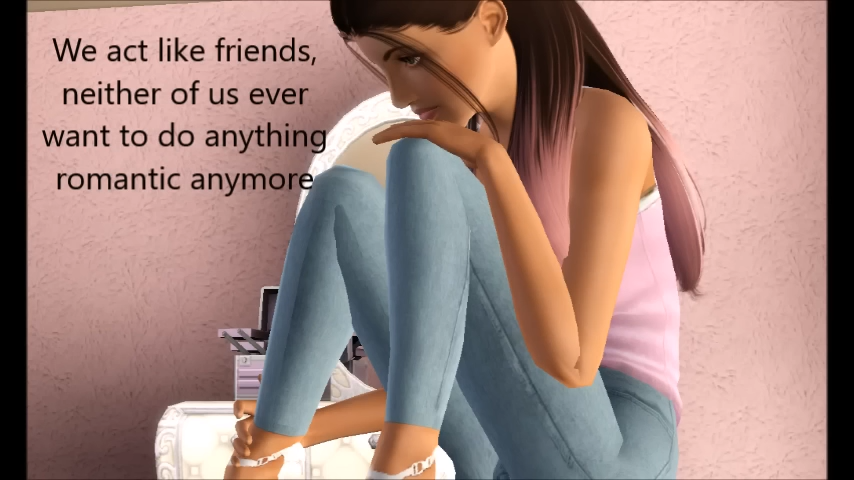 We act like friends,
neither of us ever
want to do anything
romantic anymore